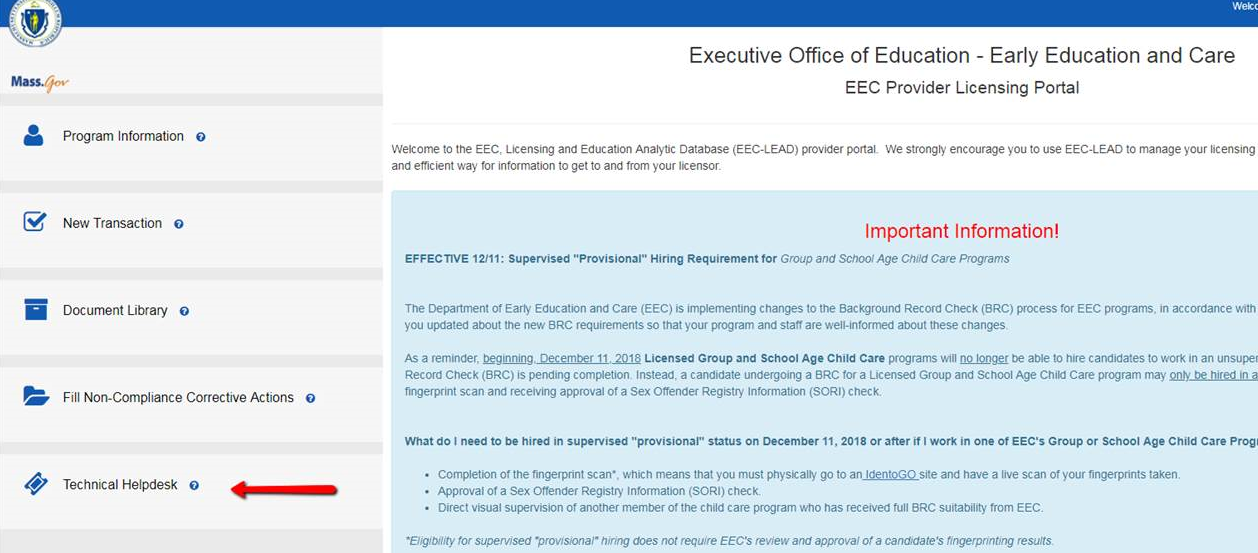 Welco
Mass.Gov
Program Information
New Transaction
Document Library
Fill Non-Compliance Corrective Actions
Technical Helpdesk
Executive Office of Education - Early Education and Care
EEC Provider Licensing Portal
Welcome to the EEC, Licensing and Education Analytic Database (EEC-LEAD) provider portal. We strongly encourage you to use EEC-LEAD to manage your licensing
and efficient way for information to get to and from your licensor.
Important Information!
EFFECTIVE 12/11: Supervised "Provisional" Hiring Requirement for Group and School Age Child Care Programs
The Department of Early Education and Care (EEC) is implementing changes to the Background Record Check (BRC) process for EEC programs, in accordance with
you updated about the new BRC requirements so that your program and staff are well-informed about these changes.
As a reminder, beginning, December 11, 2018 Licensed Group and School Age Child Care programs will no longer be able to hire candidates to work in an unsuper
Record Check (BRC) is pending completion. Instead, a candidate undergoing a BRC for a Licensed Group and School Age Child Care program may only be hired in a
fingerprint scan and receiving approval of a Sex Offender Registry Information (SORI) check.
What do I need to be hired in supervised "provisional" status on December 11, 2018 or after if I work in one of EEC's Group or School Age Child Care Progr
• Completion of the fingerprint scan*, which means that you must physically go to an IdentoGO site and have a live scan of your fingerprints taken.
• Approval of a Sex Offender Registry Information (SORI) check.
• Direct visual supervision of another member of the child care program who has received full BRC suitability from EEC.
*Eligibility for supervised "provisional" hiring does not require EEC's review and approval of a candidate's fingerprinting results.